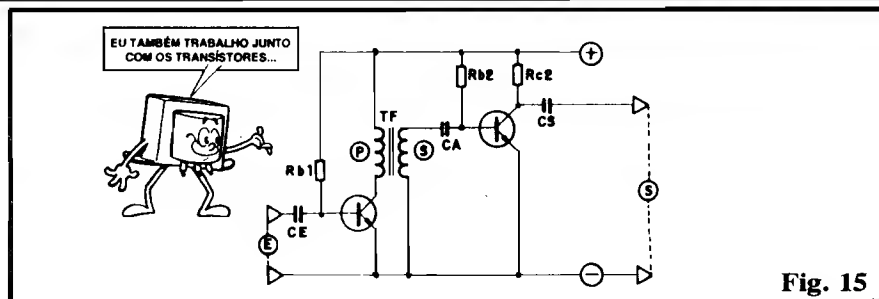 EU TAMBÉM TRABALHO JUNTO
COM OS TRANSÍSTORES...
+
Rb2
Rc2
TF
CS
P
S
CA
Rb1
S
CE
E
−
Fig. 15